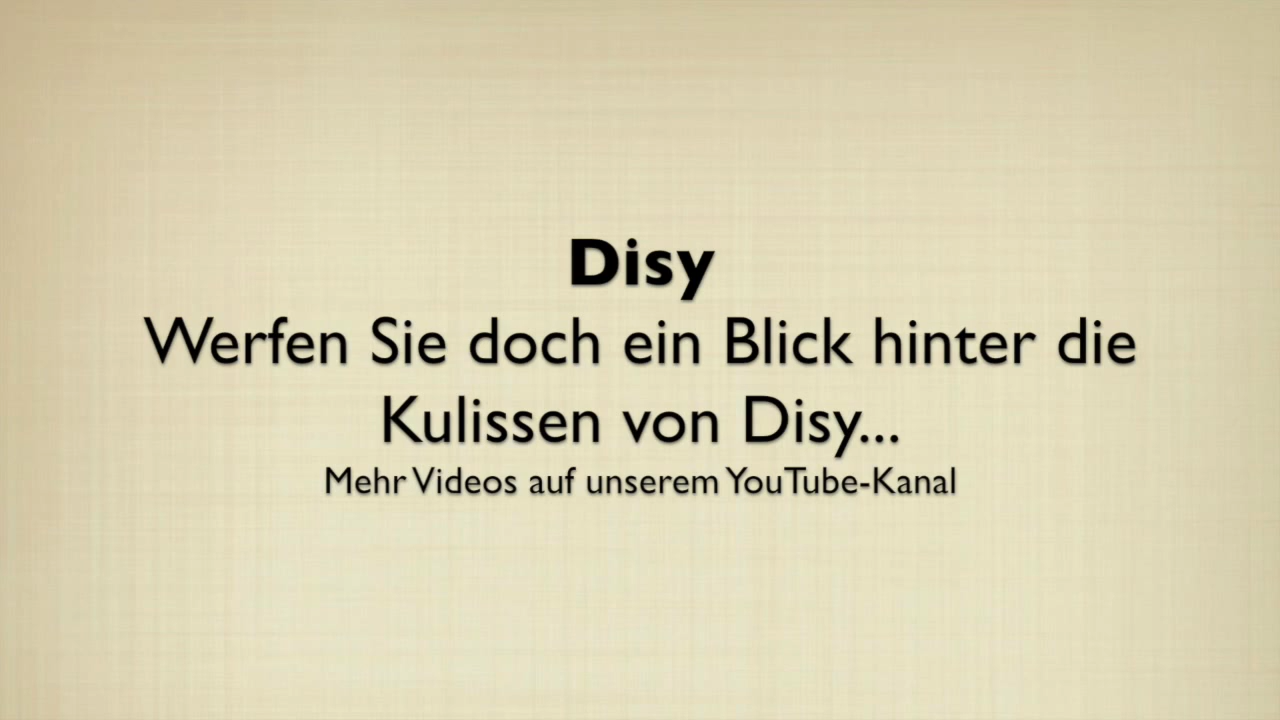 Disy
Werfen Sie doch ein Blick hinter die
Kulissen von Disy...
Mehr Videos auf unserem YouTube-Kanal